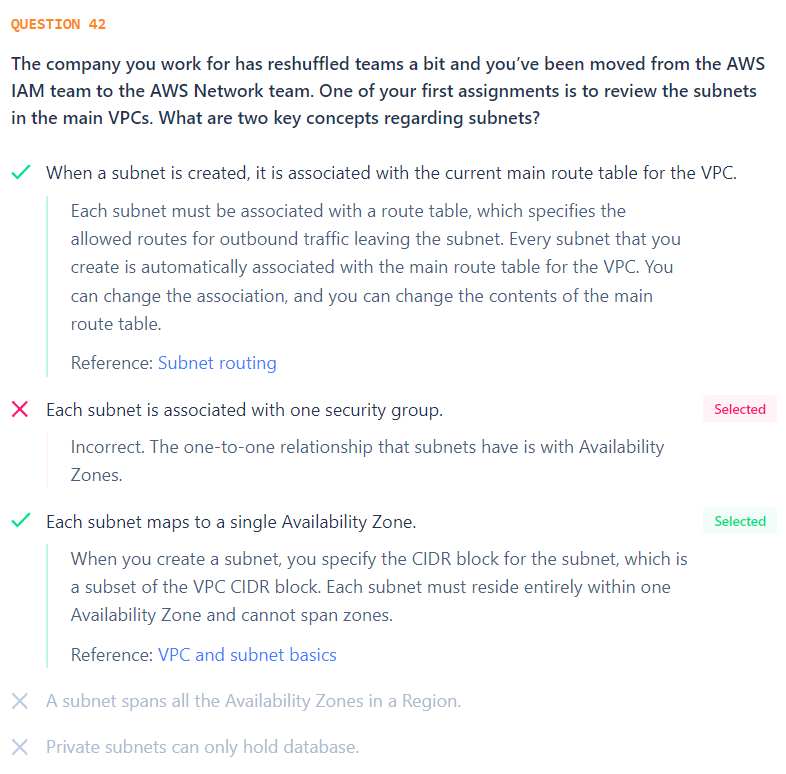 QUESTION 42
The company you work for has reshuffled teams a bit and you’ve been moved from the AWS
IAM team to the AWS Network team. One of your first assignments is to review the subnets
in the main VPCs. What are two key concepts regarding subnets?
When a subnet is created, it is associated with the current main route table for the VPC.
Each subnet must be associated with a route table, which specifies the
allowed routes for outbound traffic leaving the subnet. Every subnet that you
create is automatically associated with the main route table for the VPC. You
can change the association, and you can change the contents of the main
route table.
Reference: Subnet routing
Each subnet is associated with one security group.
Selected
Incorrect. The one-to-one relationship that subnets have is with Availability
Zones.
Each subnet maps to a single Availability Zone.
Selected
When you create a subnet, you specify the CIDR block for the subnet, which is
a subset of the VPC CIDR block. Each subnet must reside entirely within one
Availability Zone and cannot span zones.
Reference: VPC and subnet basics
A subnet spans all the Availability Zones in a Region.
Private subnets can only hold database.